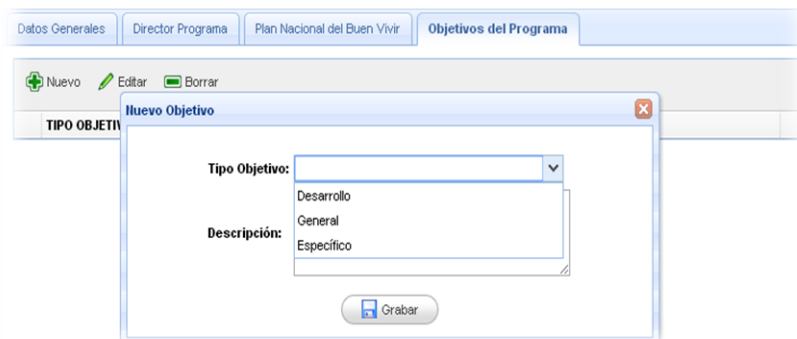 Datos Generales Director Programa Plan Nacional del Buen Vivir Objetivos del Programa
Nuevo Editar Borrar
Nuevo Objetivo
TIPO OBJETIV
Tipo Objetivo:
Desarrollo
General
Específico
Descripción:
Grabar